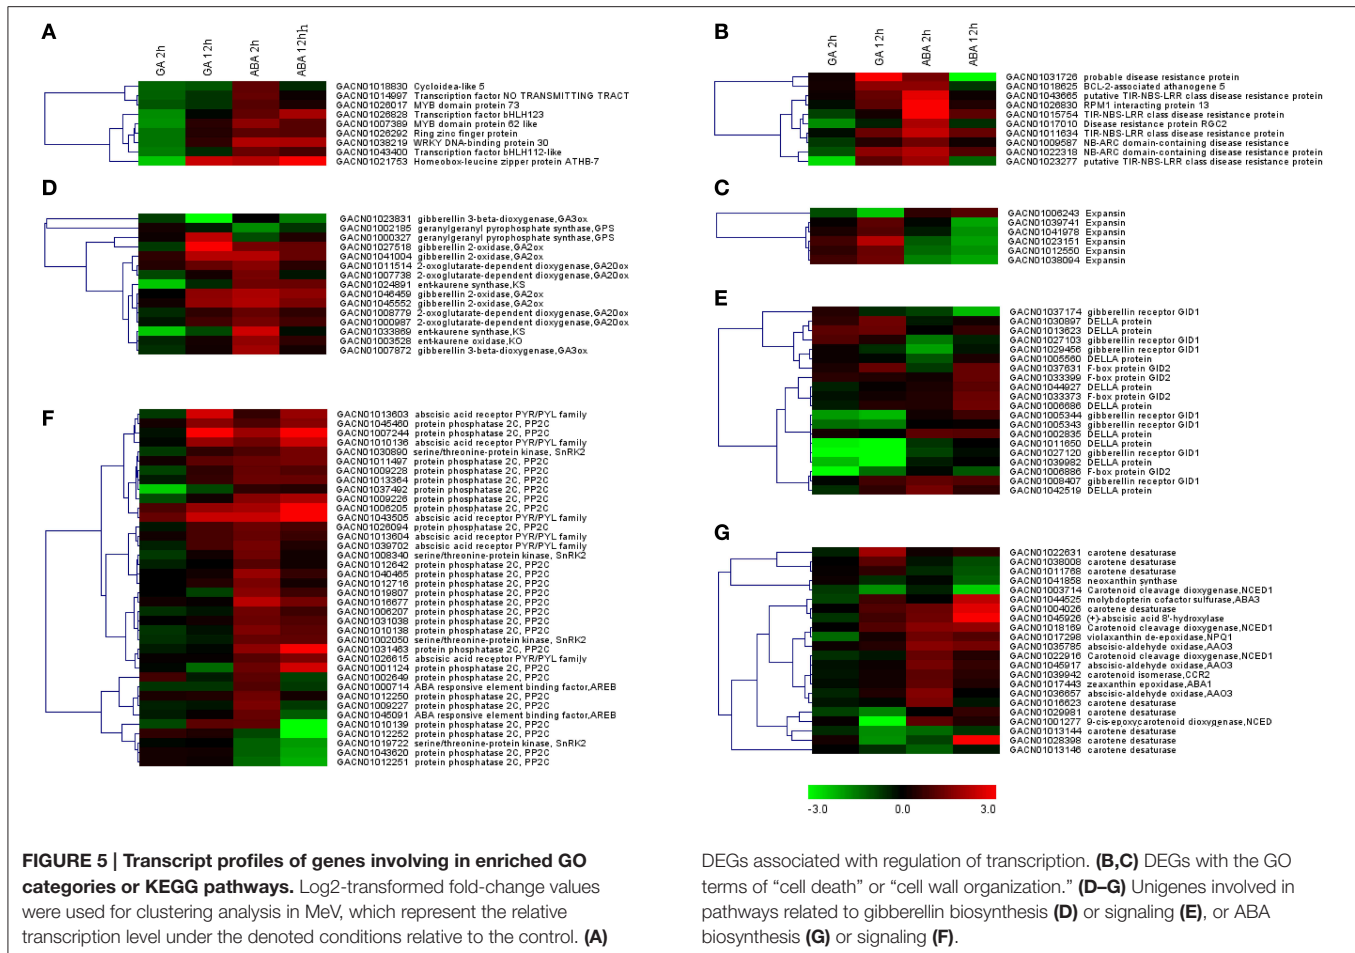 A
GA 2h
GA 12h
ABA 2h
ABA 12h
GACN01018830 Cycloidea-like 5
GACN01014997 Transcription factor NO TRANSMITTING TRACT
GACN01026017 MYB domain protein 73
GACN01026828 Transcription factor bHLH123
GACN01007389 MYB domain protein 62 like
GACN01026292 Ring zinc finger protein
GACN01038219 WRKY DNA-binding protein 30
GACN01043400 Transcription factor bHLH112-like
GACN01021753 Homeobox-leucine zipper protein ATHB-7
D
GACN01023831 gibberellin 3-beta-dioxygenase,GA3ox
GACN01002185 geranylgeranyl pyrophosphate synthase,GPS
GACN01000327 geranylgeranyl pyrophosphate synthase,GPS
GACN01027518 gibberellin 2-oxidase,GA2ox
GACN01041004 gibberellin 2-oxidase,GA2ox
GACN01011514 2-oxoglutarate-dependent dioxygenase,GA20ox
GACN01007738 2-oxoglutarate-dependent dioxygenase,GA20ox
GACN01024891 ent-kaurene synthase,KS
GACN01046459 gibberellin 2-oxidase,GA2ox
GACN01045552 gibberellin 2-oxidase,GA2ox
GACN01008779 2-oxoglutarate-dependent dioxygenase,GA20ox
GACN01000987 2-oxoglutarate-dependent dioxygenase,GA20ox
GACN01033869 ent-kaurene synthase,KS
GACN01003528 ent-kaurene oxidase,KO
GACN01007872 gibberellin 3-beta-dioxygenase,GA3ox
F
GACN01013603 abscisic acid receptor PYR/PYL family
GACN01045460 protein phosphatase 2C, PP2C
GACN01007244 protein phosphatase 2C, PP2C
GACN01010136 abscisic acid receptor PYR/PYL family
GACN01030890 serine/threonine-protein kinase, SnRK2
GACN01011497 protein phosphatase 2C, PP2C
GACN01009228 protein phosphatase 2C, PP2C
GACN01013364 protein phosphatase 2C, PP2C
GACN01037492 protein phosphatase 2C, PP2C
GACN01009226 protein phosphatase 2C, PP2C
GACN01006205 protein phosphatase 2C, PP2C
GACN01043505 abscisic acid receptor PYR/PYL family
GACN01026094 protein phosphatase 2C, PP2C
GACN01013604 abscisic acid receptor PYR/PYL family
GACN01039702 abscisic acid receptor PYR/PYL family
GACN01008340 serine/threonine-protein kinase, SnRK2
GACN01012642 protein phosphatase 2C, PP2C
GACN01040465 protein phosphatase 2C, PP2C
GACN01012716 protein phosphatase 2C, PP2C
GACN01019807 protein phosphatase 2C, PP2C
GACN01016677 protein phosphatase 2C, PP2C
GACN01006207 protein phosphatase 2C, PP2C
GACN01031038 protein phosphatase 2C, PP2C
GACN01010138 protein phosphatase 2C, PP2C
GACN01002050 serine/threonine-protein kinase, SnRK2
GACN01031463 protein phosphatase 2C, PP2C
GACN01026615 abscisic acid receptor PYR/PYL family
GACN01001124 protein phosphatase 2C, PP2C
GACN01002649 protein phosphatase 2C, PP2C
GACN01000714 ABA responsive element binding factor,AREB
GACN01012250 protein phosphatase 2C, PP2C
GACN01009227 protein phosphatase 2C, PP2C
GACN01045091 ABA responsive element binding factor,AREB
GACN01010139 protein phosphatase 2C, PP2C
GACN01012252 protein phosphatase 2C, PP2C
GACN01019722 serine/threonine-protein kinase, SnRK2
GACN01043620 protein phosphatase 2C, PP2C
GACN01012251 protein phosphatase 2C, PP2C
B
GA 2h
GA 12h
ABA 2h
ABA 12h
GACN01031726 probable disease resistance protein
GACN01018625 BCL-2-associated athanogene 5
GACN01043665 putative TIR-NBS-LRR class disease resistance protein
GACN01026830 RPM1 interacting protein 13
GACN01015754 TIR-NBS-LRR class disease resistance protein
GACN01017010 Disease resistance protein RGC2
GACN01011634 TIR-NBS-LRR class disease resistance protein
GACN01009587 NB-ARC domain-containing disease resistance
GACN01022318 NB-ARC domain-containing disease resistance protein
GACN01023277 putative TIR-NBS-LRR class disease resistance protein
C
GACN01006243 Expansin
GACN01039741 Expansin
GACN01041978 Expansin
GACN01023151 Expansin
GACN01012550 Expansin
GACN01038094 Expansin
E
GACN01037174 gibberellin receptor GID1
GACN01030897 DELLA protein
GACN01013623 DELLA protein
GACN01027103 gibberellin receptor GID1
GACN01029456 gibberellin receptor GID1
GACN01005560 DELLA protein
GACN01037631 F-box protein GID2
GACN01033399 F-box protein GID2
GACN01044927 DELLA protein
GACN01033373 F-box protein GID2
GACN01006686 DELLA protein
GACN01005344 gibberellin receptor GID1
GACN01005343 gibberellin receptor GID1
GACN01002835 DELLA protein
GACN01011650 DELLA protein
GACN01027120 gibberellin receptor GID1
GACN01039982 DELLA protein
GACN01006886 F-box protein GID2
GACN01008407 gibberellin receptor GID1
GACN01042519 DELLA protein
G
GACN01022631 carotene desaturase
GACN01038008 carotene desaturase
GACN01011768 carotene desaturase
GACN01041858 neoxanthin synthase
GACN01003714 Carotenoid cleavage dioxygenase,NCED1
GACN01044525 molybdopterin cofactor sulfurase,ABA3
GACN01004026 carotene desaturase
GACN01045926 (+)-abscisic acid 8'-hydroxylase
GACN01018169 Carotenoid cleavage dioxygenase,NCED1
GACN01017298 violaxanthin de-epoxidase,NPQ1
GACN01035785 abscisic-aldehyde oxidase,AAO3
GACN01022916 Carotenoid cleavage dioxygenase,NCED1
GACN01045917 abscisic-aldehyde oxidase,AAO3
GACN01039942 carotenoid isomerase,CCR2
GACN01017443 zeaxanthin epoxidase,ABA1
GACN01036657 abscisic-aldehyde oxidase,AAO3
GACN01016623 carotene desaturase
GACN01029981 carotene desaturase
GACN01001277 9-cis-epoxycarotenoid dioxygenase,NCED
GACN01013144 carotene desaturase
GACN01028398 carotene desaturase
GACN01013146 carotene desaturase
-3.0 0.0 3.0
FIGURE 5 | Transcript profiles of genes involving in enriched GO
categories or KEGG pathways. Log2-transformed fold-change values
were used for clustering analysis in MeV, which represent the relative
transcription level under the denoted conditions relative to the control. (A)
DEGs associated with regulation of transcription. (B,C) DEGs with the GO
terms of “cell death” or “cell wall organization.” (D–G) Unigenes involved in
pathways related to gibberellin biosynthesis (D) or signaling (E), or ABA
biosynthesis (G) or signaling (F).